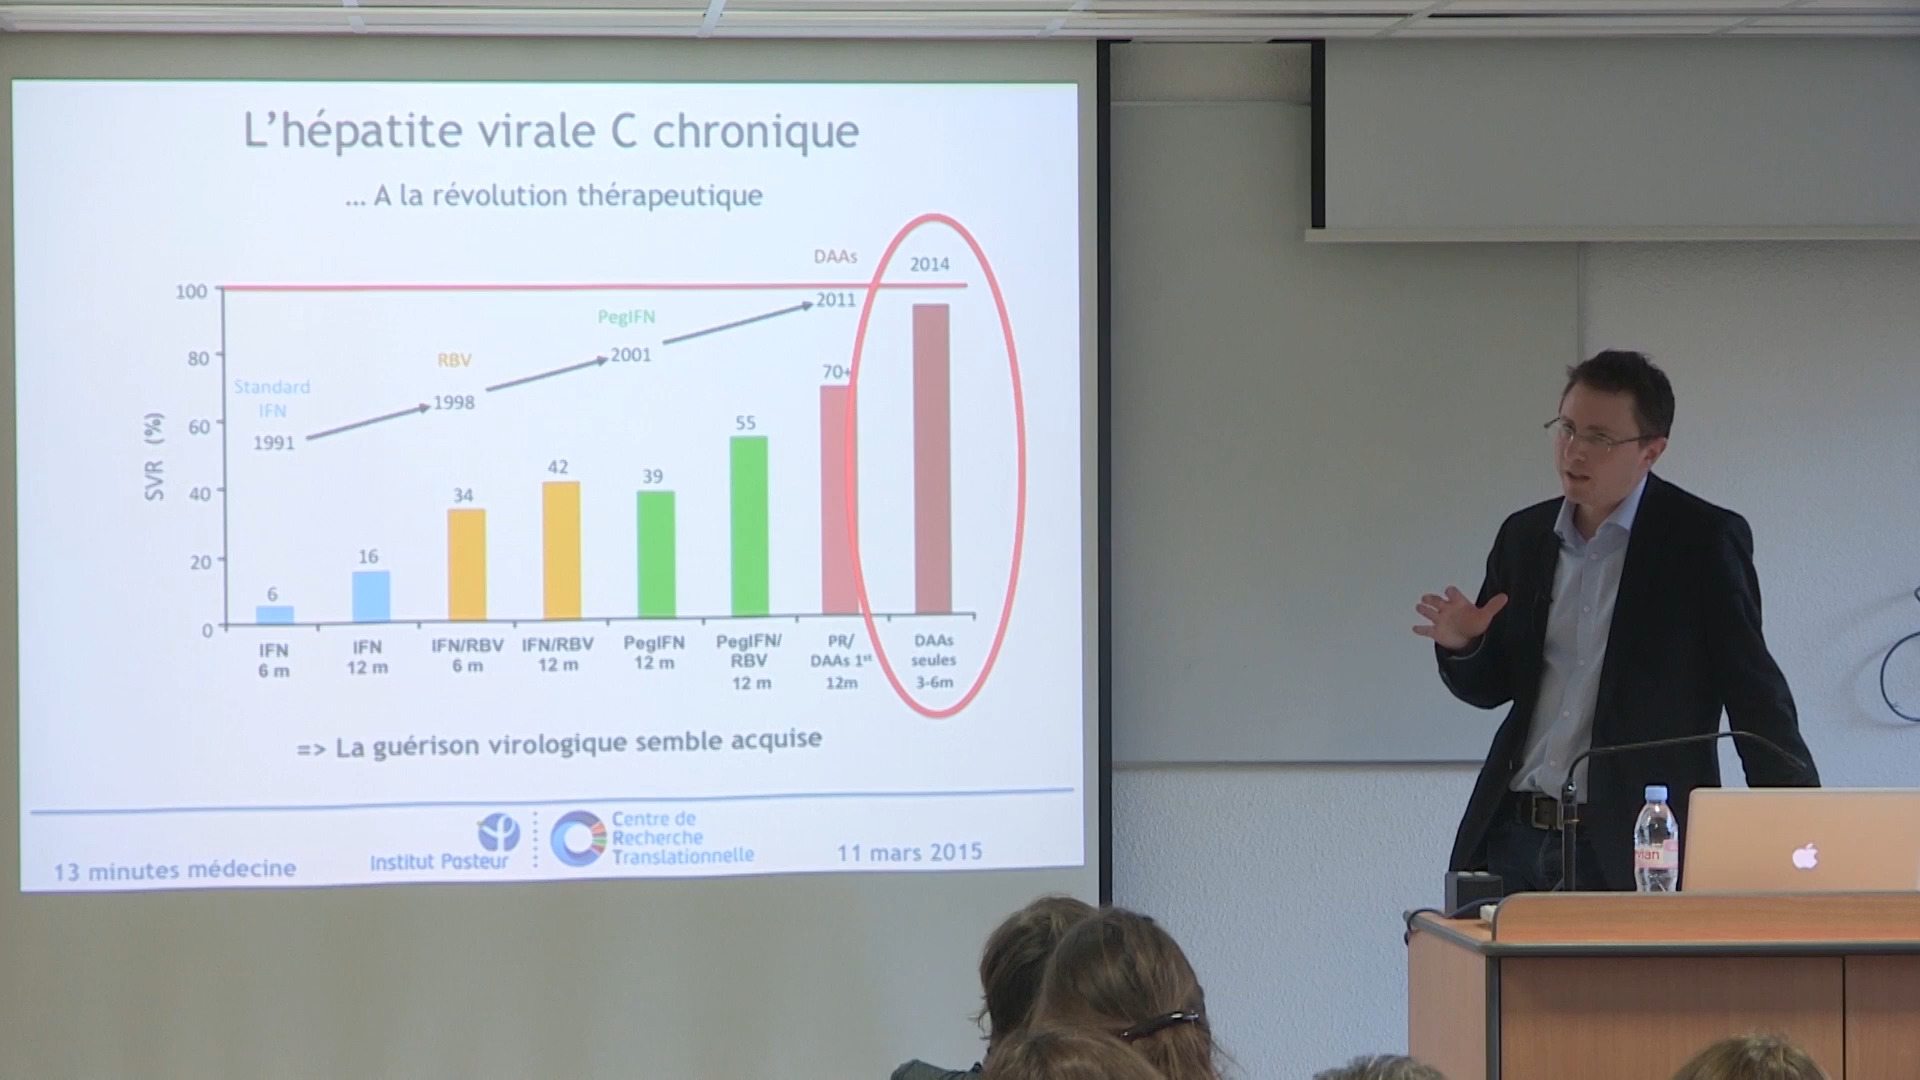 L'hépatite virale C chronique
... A la révolution thérapeutique
DAAs
2014
100
2011
PegIFN
2001
RBV
1998
Standard
IFN
1991
80
60
40
20
0
SVR (%)
6
16
34
42
39
55
70+
IFN
6 m
IFN
12 m
IFN/RBV
6 m
IFN/RBV
12 m
PegIFN
12 m
PegIFN/
RBV
12 m
PR/
DAAs 1st
12m
DAAs
seules
3-6m
=> La guérison virologique semble acquise
13 minutes médecine
Institut Pasteur
Centre de
Recherche
Translationnelle
11 mars 2015